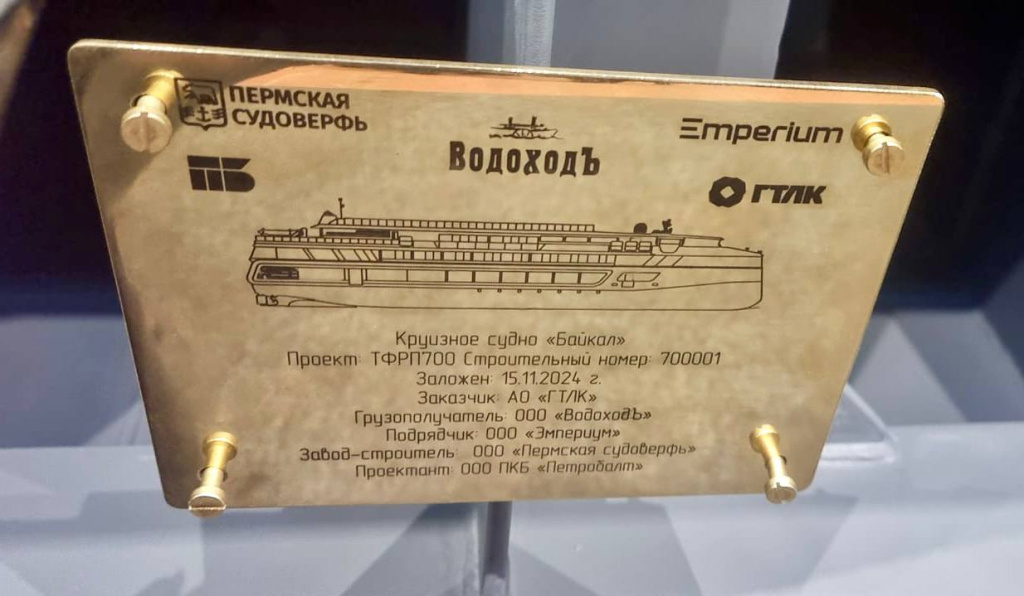 ПЕРМСКАЯ
СУДОВЕРФЬ
ВОДОХОДЪ
Emperium
ПБ
ГТЛК
Круизное судно «Байкал»
Проект: ТФРП700 Строительный номер: 700001
Заложен: 15.11.2024 г.
Заказчик: АО «ГТЛК»
Грузополучатель: ООО «ВодоходЪ»
Подрядчик: ООО «Эмпериум»
Завод-строитель: ООО «Пермская судоверфь»
Проектант: ООО ПКБ «Петробалт»